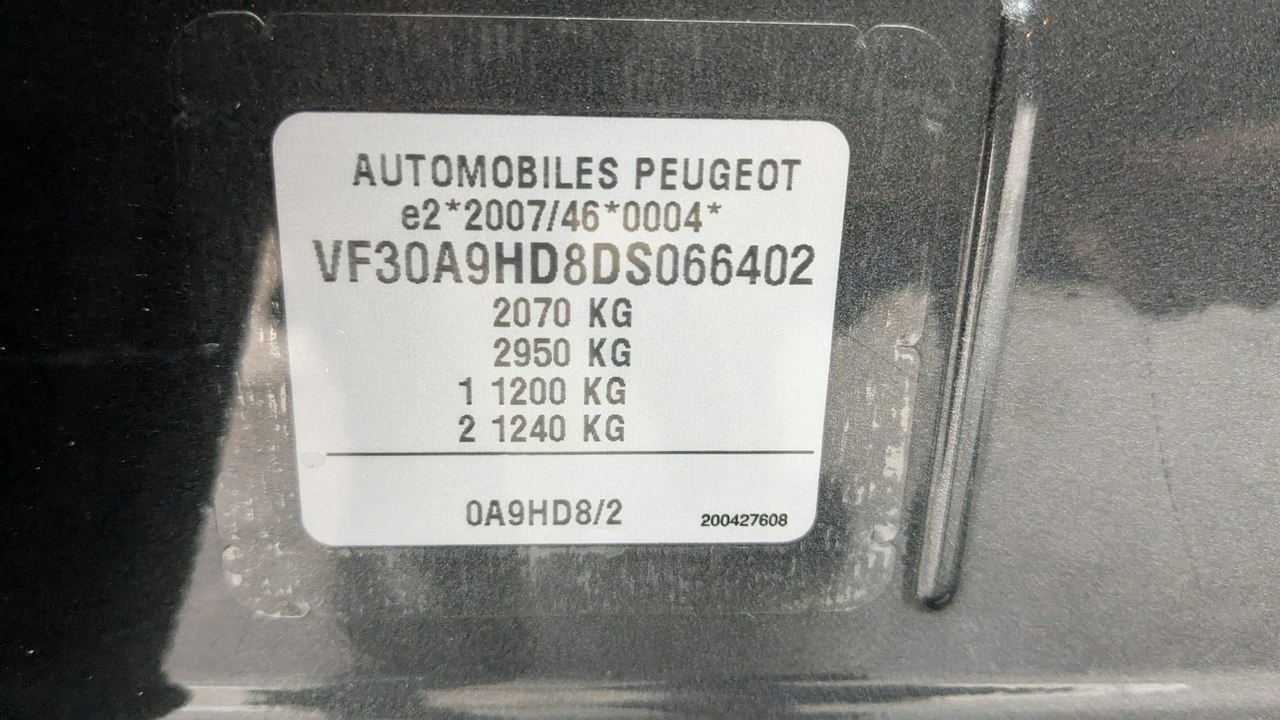 AUTOMOBILES PEUGEOT
e2*2007/46*0004*
VF30A9HD8DS066402
2070 KG
2950 KG
1 1200 KG
2 1240 KG
0A9HD8/2
200427608